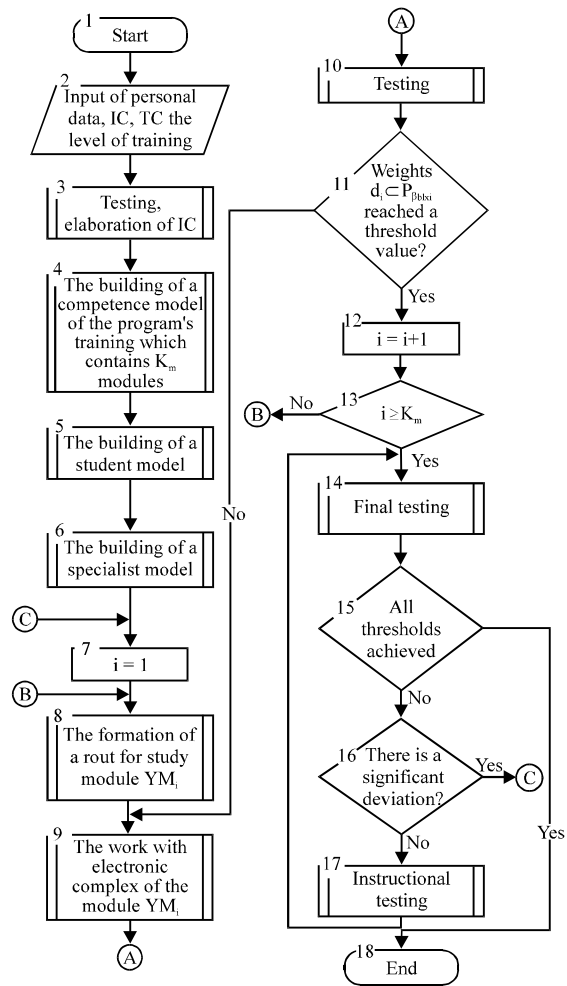 1
Start
2
Input of personal
data, IC, TC the
level of training
3
Testing,
elaboration of IC
4
The building of a
competence model
of the program's
training which
contains Kₘ
modules
5
The building of a
student model
6
The building of a
specialist model
C
7
i = 1
B
8
The formation of
a rout for study
module YMᵢ
9
The work with
electronic
complex of the
module YMᵢ
A
No
A
10
Testing
11
Weights
dᵢ⊂Pβblxi
reached a
threshold
value?
Yes
12
i = i+1
13
i≥Kₘ
No
B
Yes
14
Final testing
15
All
thresholds
achieved
No
16
There is a
significant
deviation?
Yes
C
No
Yes
17
Instructional
testing
18
End